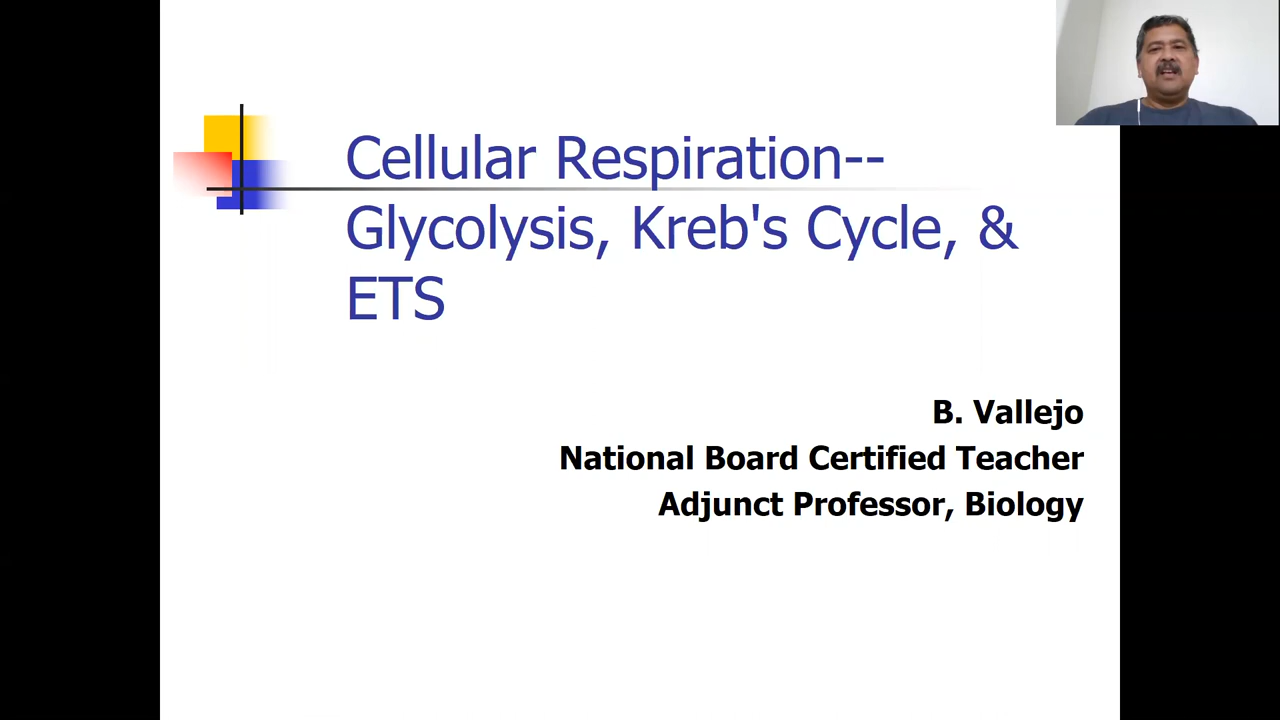 Cellular Respiration--
Glycolysis, Kreb's Cycle, &
ETS
B. Vallejo
National Board Certified Teacher
Adjunct Professor, Biology